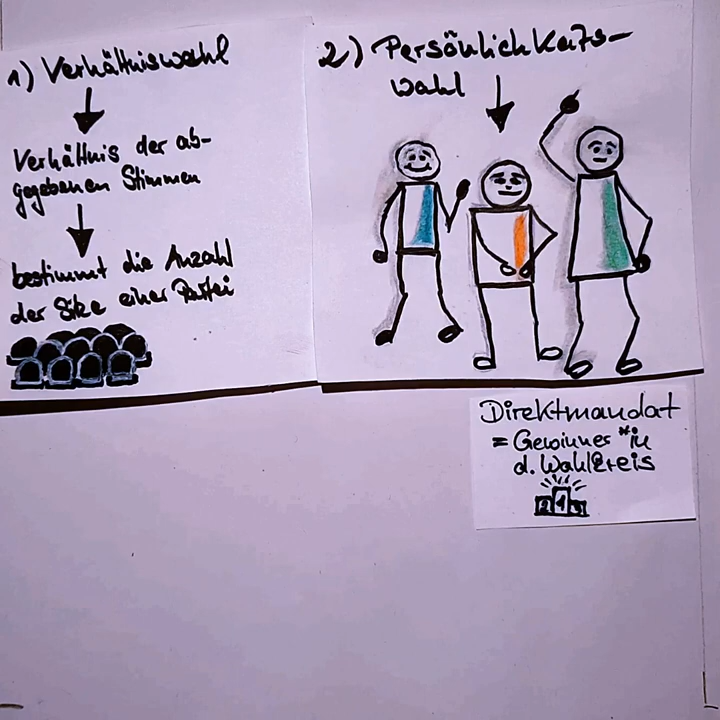 1) Verhältniswahl
Verhältnis der ab-
gegebenen Stimmen
bestimmt die Anzahl
der Sitze einer Partei
2) Persönlichkeits-
wahl
Direktmandat
= Gewinner*in
d. Wahlkreis
1